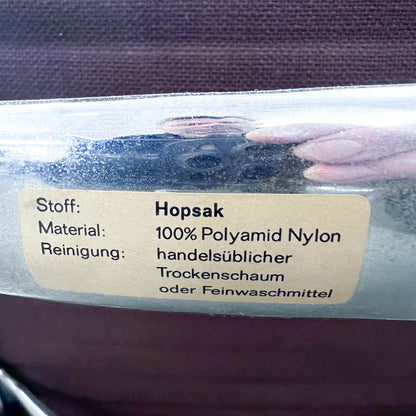 Stoff: Hopsak
Material: 100% Polyamid Nylon
Reinigung: handelsüblicher
Trockenschaum
oder Feinwaschmittel